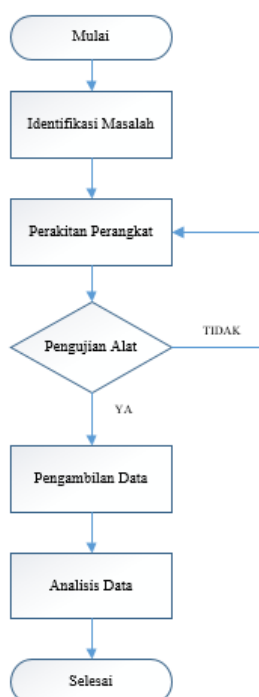 Mulai
Identifikasi Masalah
Perakitan Perangkat
Pengujian Alat
TIDAK
YA
Pengambilan Data
Analisis Data
Selesai